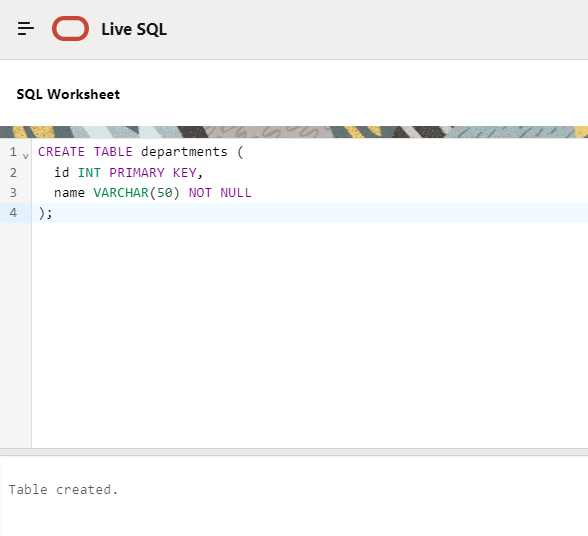 Live SQL
SQL Worksheet
1 CREATE TABLE departments (
2 id INT PRIMARY KEY,
3 name VARCHAR(50) NOT NULL
4 );
Table created.